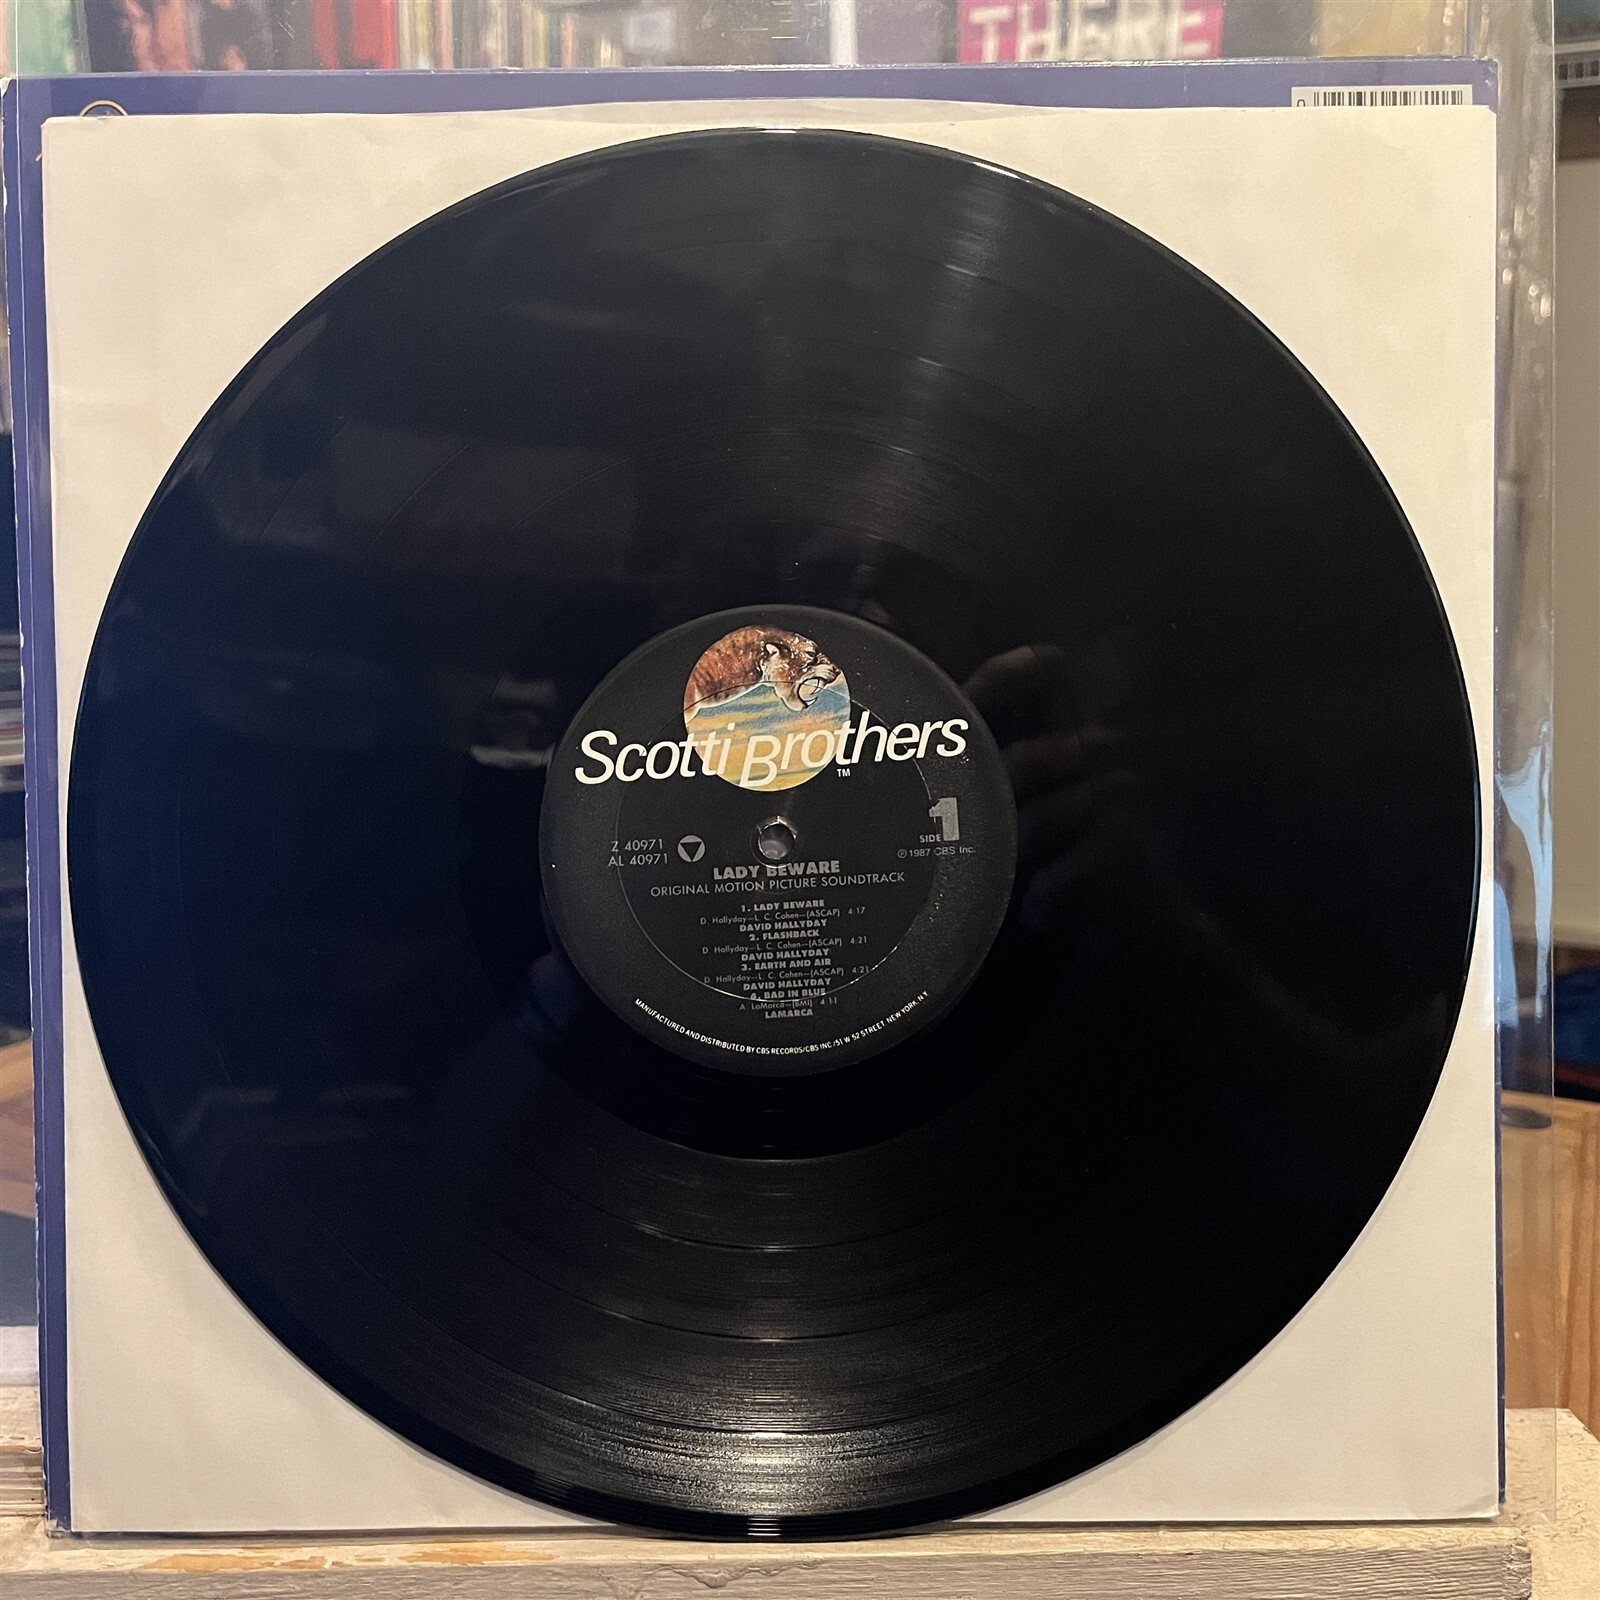 THERE
Scotti Brothers
TM
Z 40971
AL 40971
SIDE 1
℗ 1987 CBS Inc.
LADY BEWARE
ORIGINAL MOTION PICTURE SOUNDTRACK
1. LADY BEWARE
D. Hallyday—L. C. Cohen—(ASCAP) 4:17
DAVID HALLYDAY
2. FLASHBACK
D. Hallyday—L. C. Cohen—(ASCAP) 4:21
DAVID HALLYDAY
3. EARTH AND AIR
D. Hallyday—L. C. Cohen—(ASCAP) 4:21
DAVID HALLYDAY
4. BAD IN BLUE
A. LaMarca—(BMI) 4:11
LAMARCA
MANUFACTURED AND DISTRIBUTED BY CBS RECORDS/CBS INC./51 W 52 STREET, NEW YORK, N.Y.